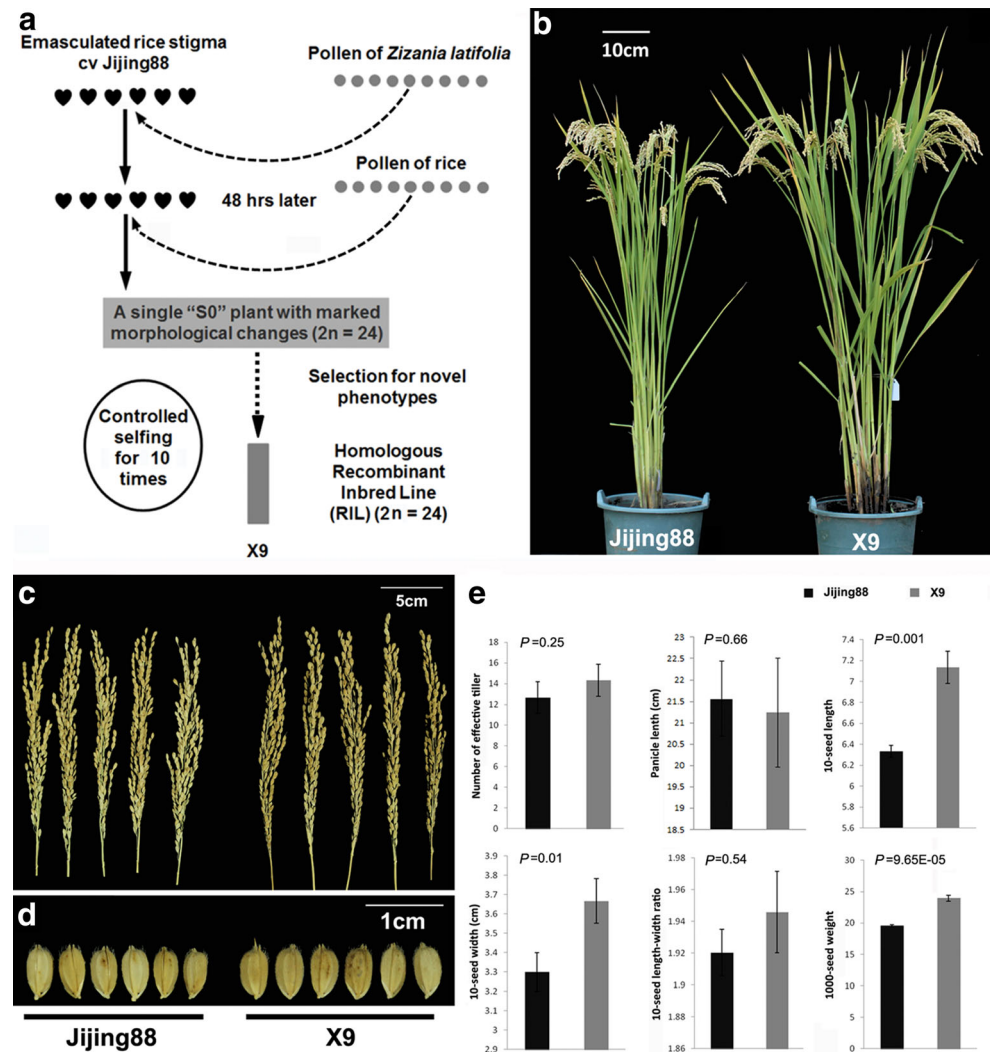 a
Emasculated rice stigma
cv Jijing88
Pollen of Zizania latifolia
Pollen of rice
48 hrs later
A single “S0” plant with marked
morphological changes (2n = 24)
Selection for novel
phenotypes
Controlled
selfing
for 10
times
Homologous
Recombinant
Inbred Line
(RIL) (2n = 24)
X9
b
10cm
Jijing88
X9
c
5cm
d
1cm
Jijing88
X9
e
Jijing88
X9
P=0.25
Number of effective tiller
18
16
14
12
10
8
6
4
2
0
P=0.66
Panicle leneth (cm)
23
22.5
22
21.5
21
20.5
20
19.5
19
18.5
P=0.001
10-seed length
7.4
7.2
7
6.8
6.6
6.4
6.2
6
5.8
5.6
P=0.01
10-seed width (cm)
3.9
3.8
3.7
3.6
3.5
3.4
3.3
3.2
3.1
3
2.9
P=0.54
10-seed length-width ratio
1.98
1.96
1.94
1.92
1.90
1.88
1.86
P=9.65E-05
1000-seed weight
30
25
20
15
10
5
0